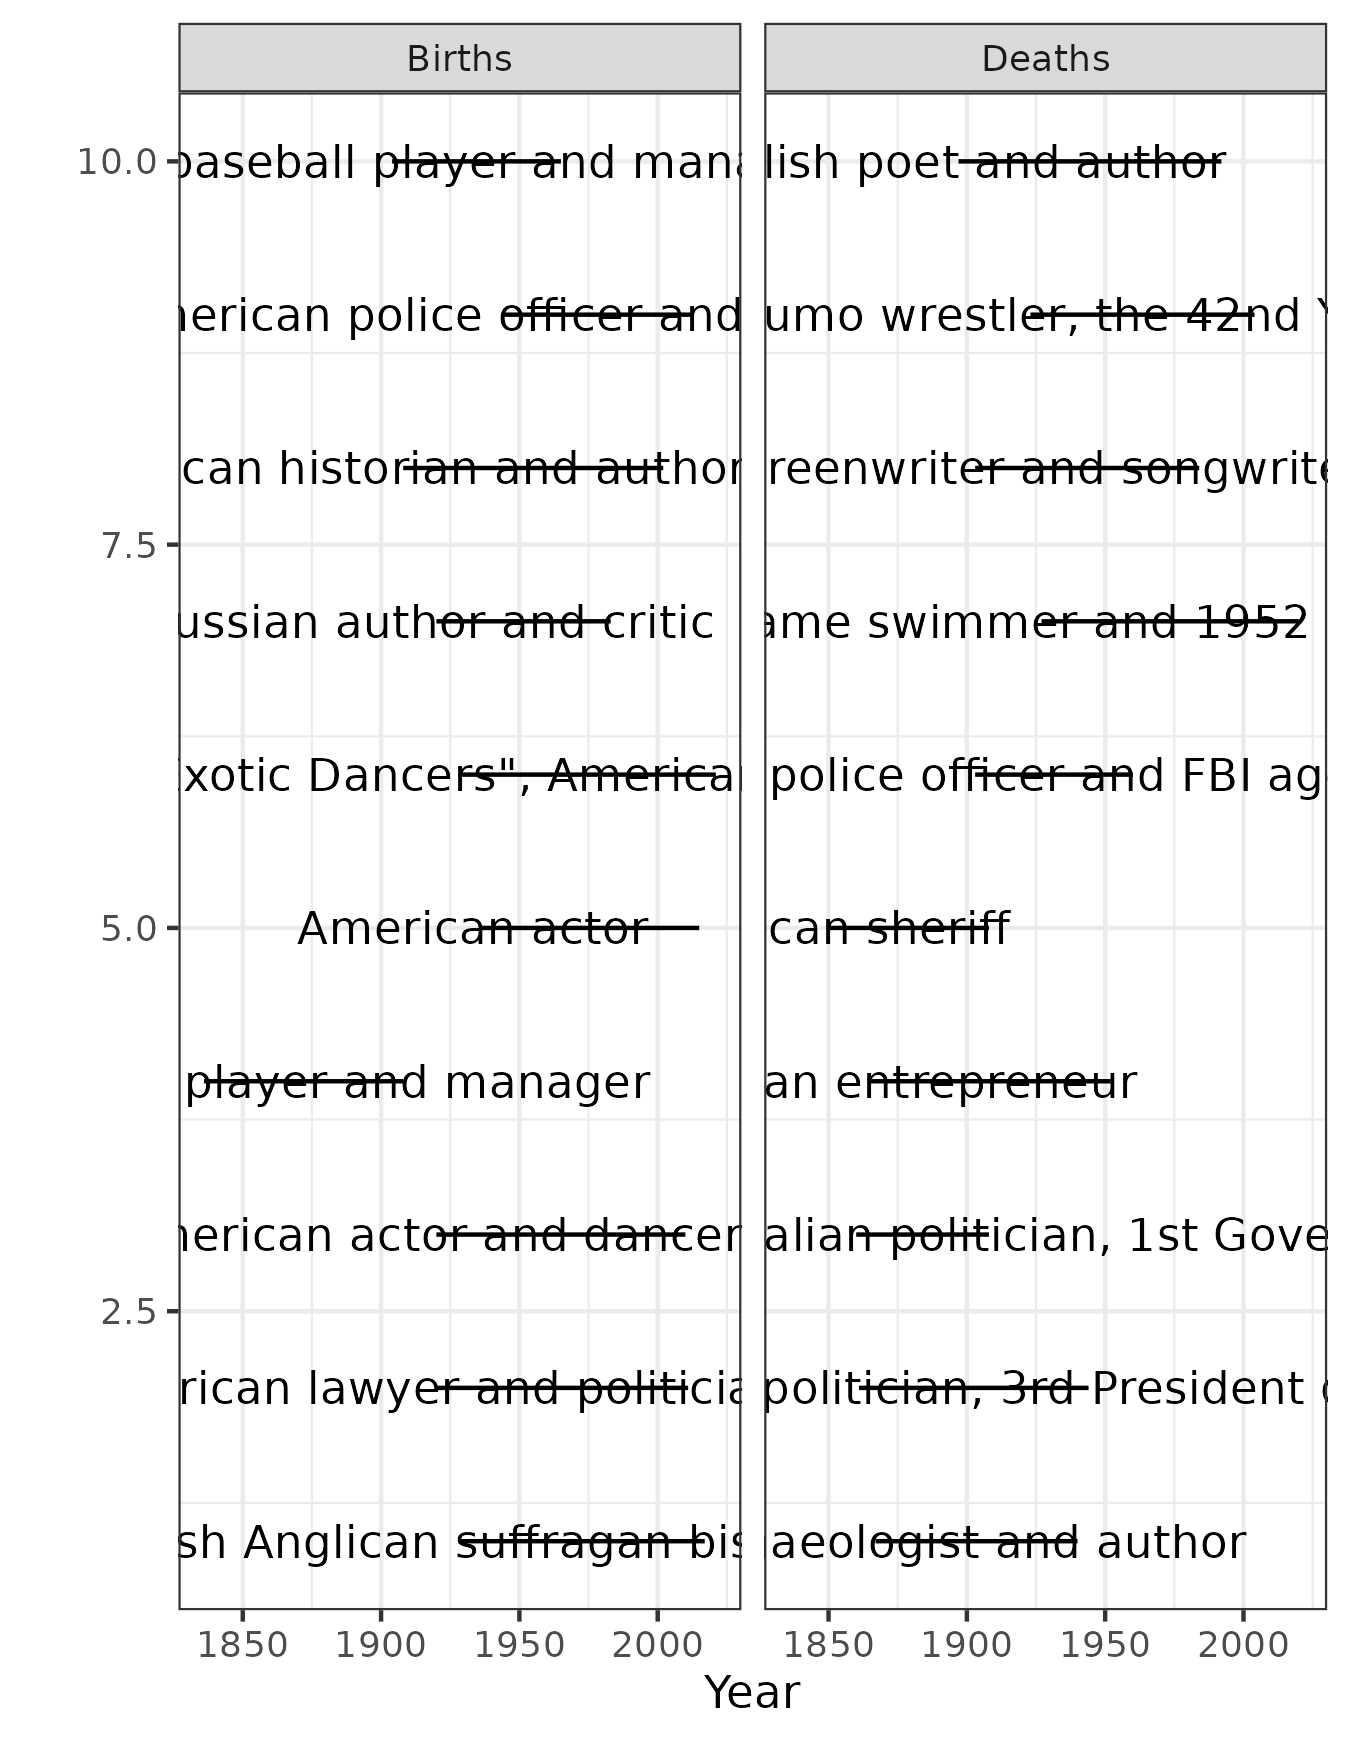 Births Deaths
10.0 baseball player and mana lish poet and author
nerican police officer and umo wrestler, the 42nd Y
can historian and author reenwriter and songwrite
7.5
ussian author and critic ame swimmer and 1952
xotic Dancers", American police officer and FBI ag
5.0 American actor can sheriff
player and manager an entrepreneur
nerican actor and dancer alian politician, 1st Gove
2.5
rican lawyer and politicia politician, 3rd President o
sh Anglican suffragan bis aeologist and author
1850 1900 1950 2000 1850 1900 1950 2000
Year